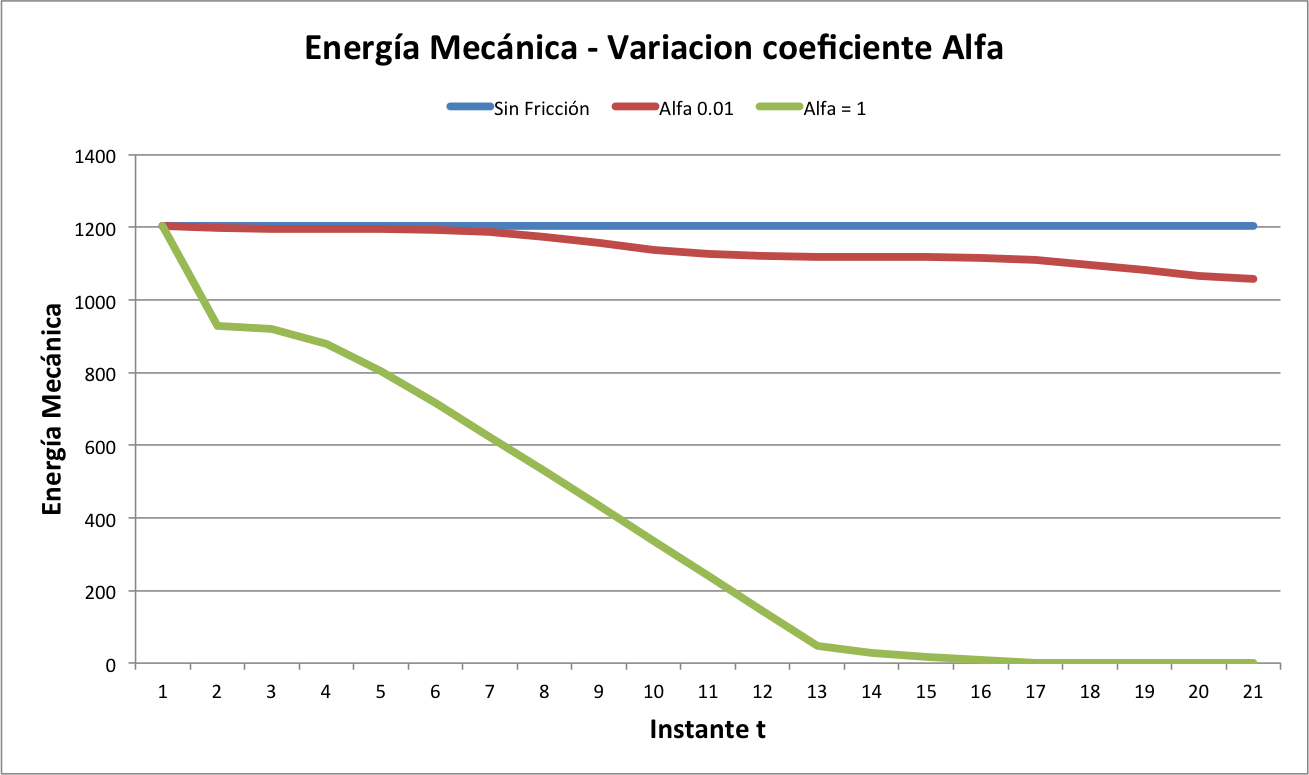 Energía Mecánica - Variacion coeficiente Alfa
Sin Fricción Alfa 0.01 Alfa = 1
1400
1200
1000
800
600
400
200
0
Energía Mecánica
1 2 3 4 5 6 7 8 9 10 11 12 13 14 15 16 17 18 19 20 21
Instante t